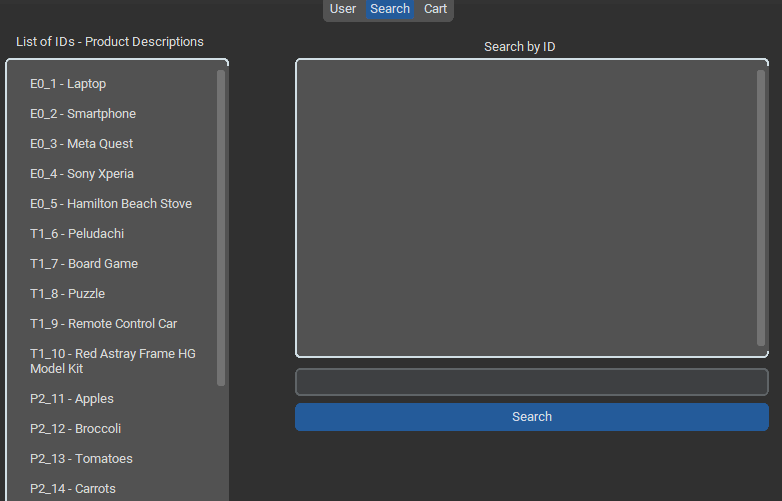 User Search Cart
List of IDs - Product Descriptions
E0_1 - Laptop
E0_2 - Smartphone
E0_3 - Meta Quest
E0_4 - Sony Xperia
E0_5 - Hamilton Beach Stove
T1_6 - Peludachi
T1_7 - Board Game
T1_8 - Puzzle
T1_9 - Remote Control Car
T1_10 - Red Astray Frame HG
Model Kit
P2_11 - Apples
P2_12 - Broccoli
P2_13 - Tomatoes
P2_14 - Carrots
Search by ID
Search